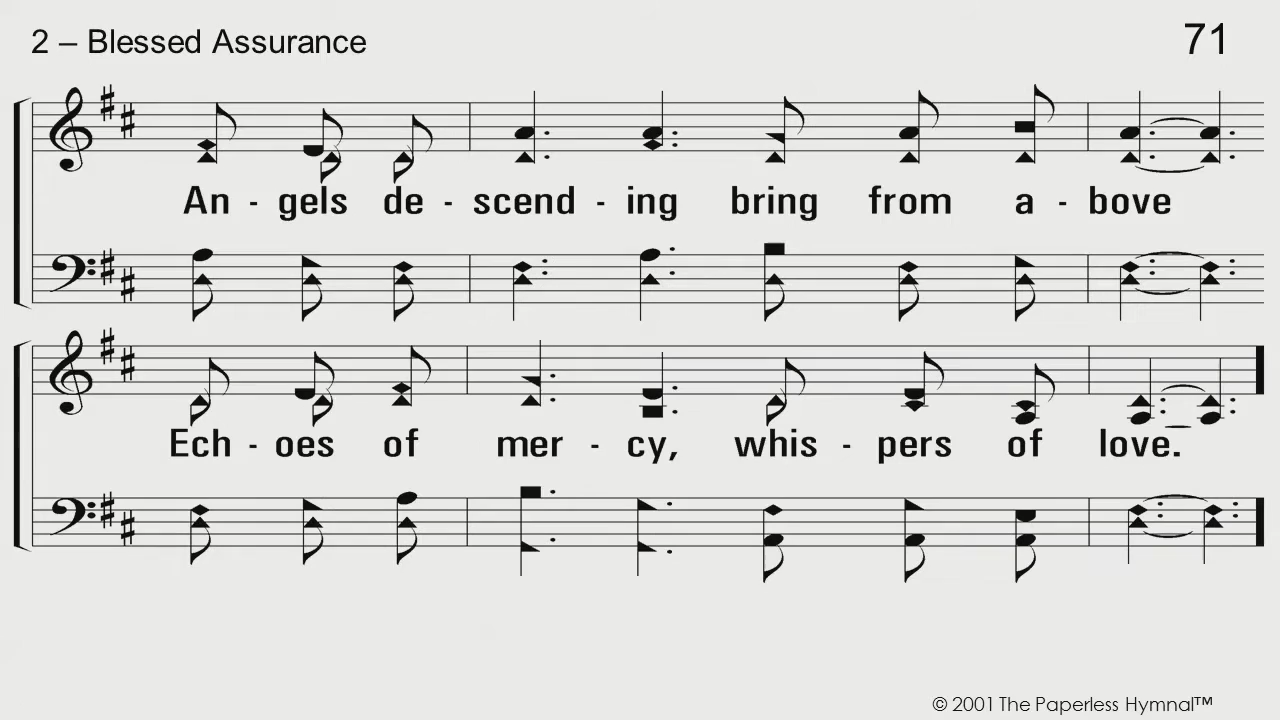 2 – Blessed Assurance
71
An - gels de - scend - ing bring from a - bove
Ech - oes of mer - cy, whis - pers of love.
© 2001 The Paperless Hymnal™